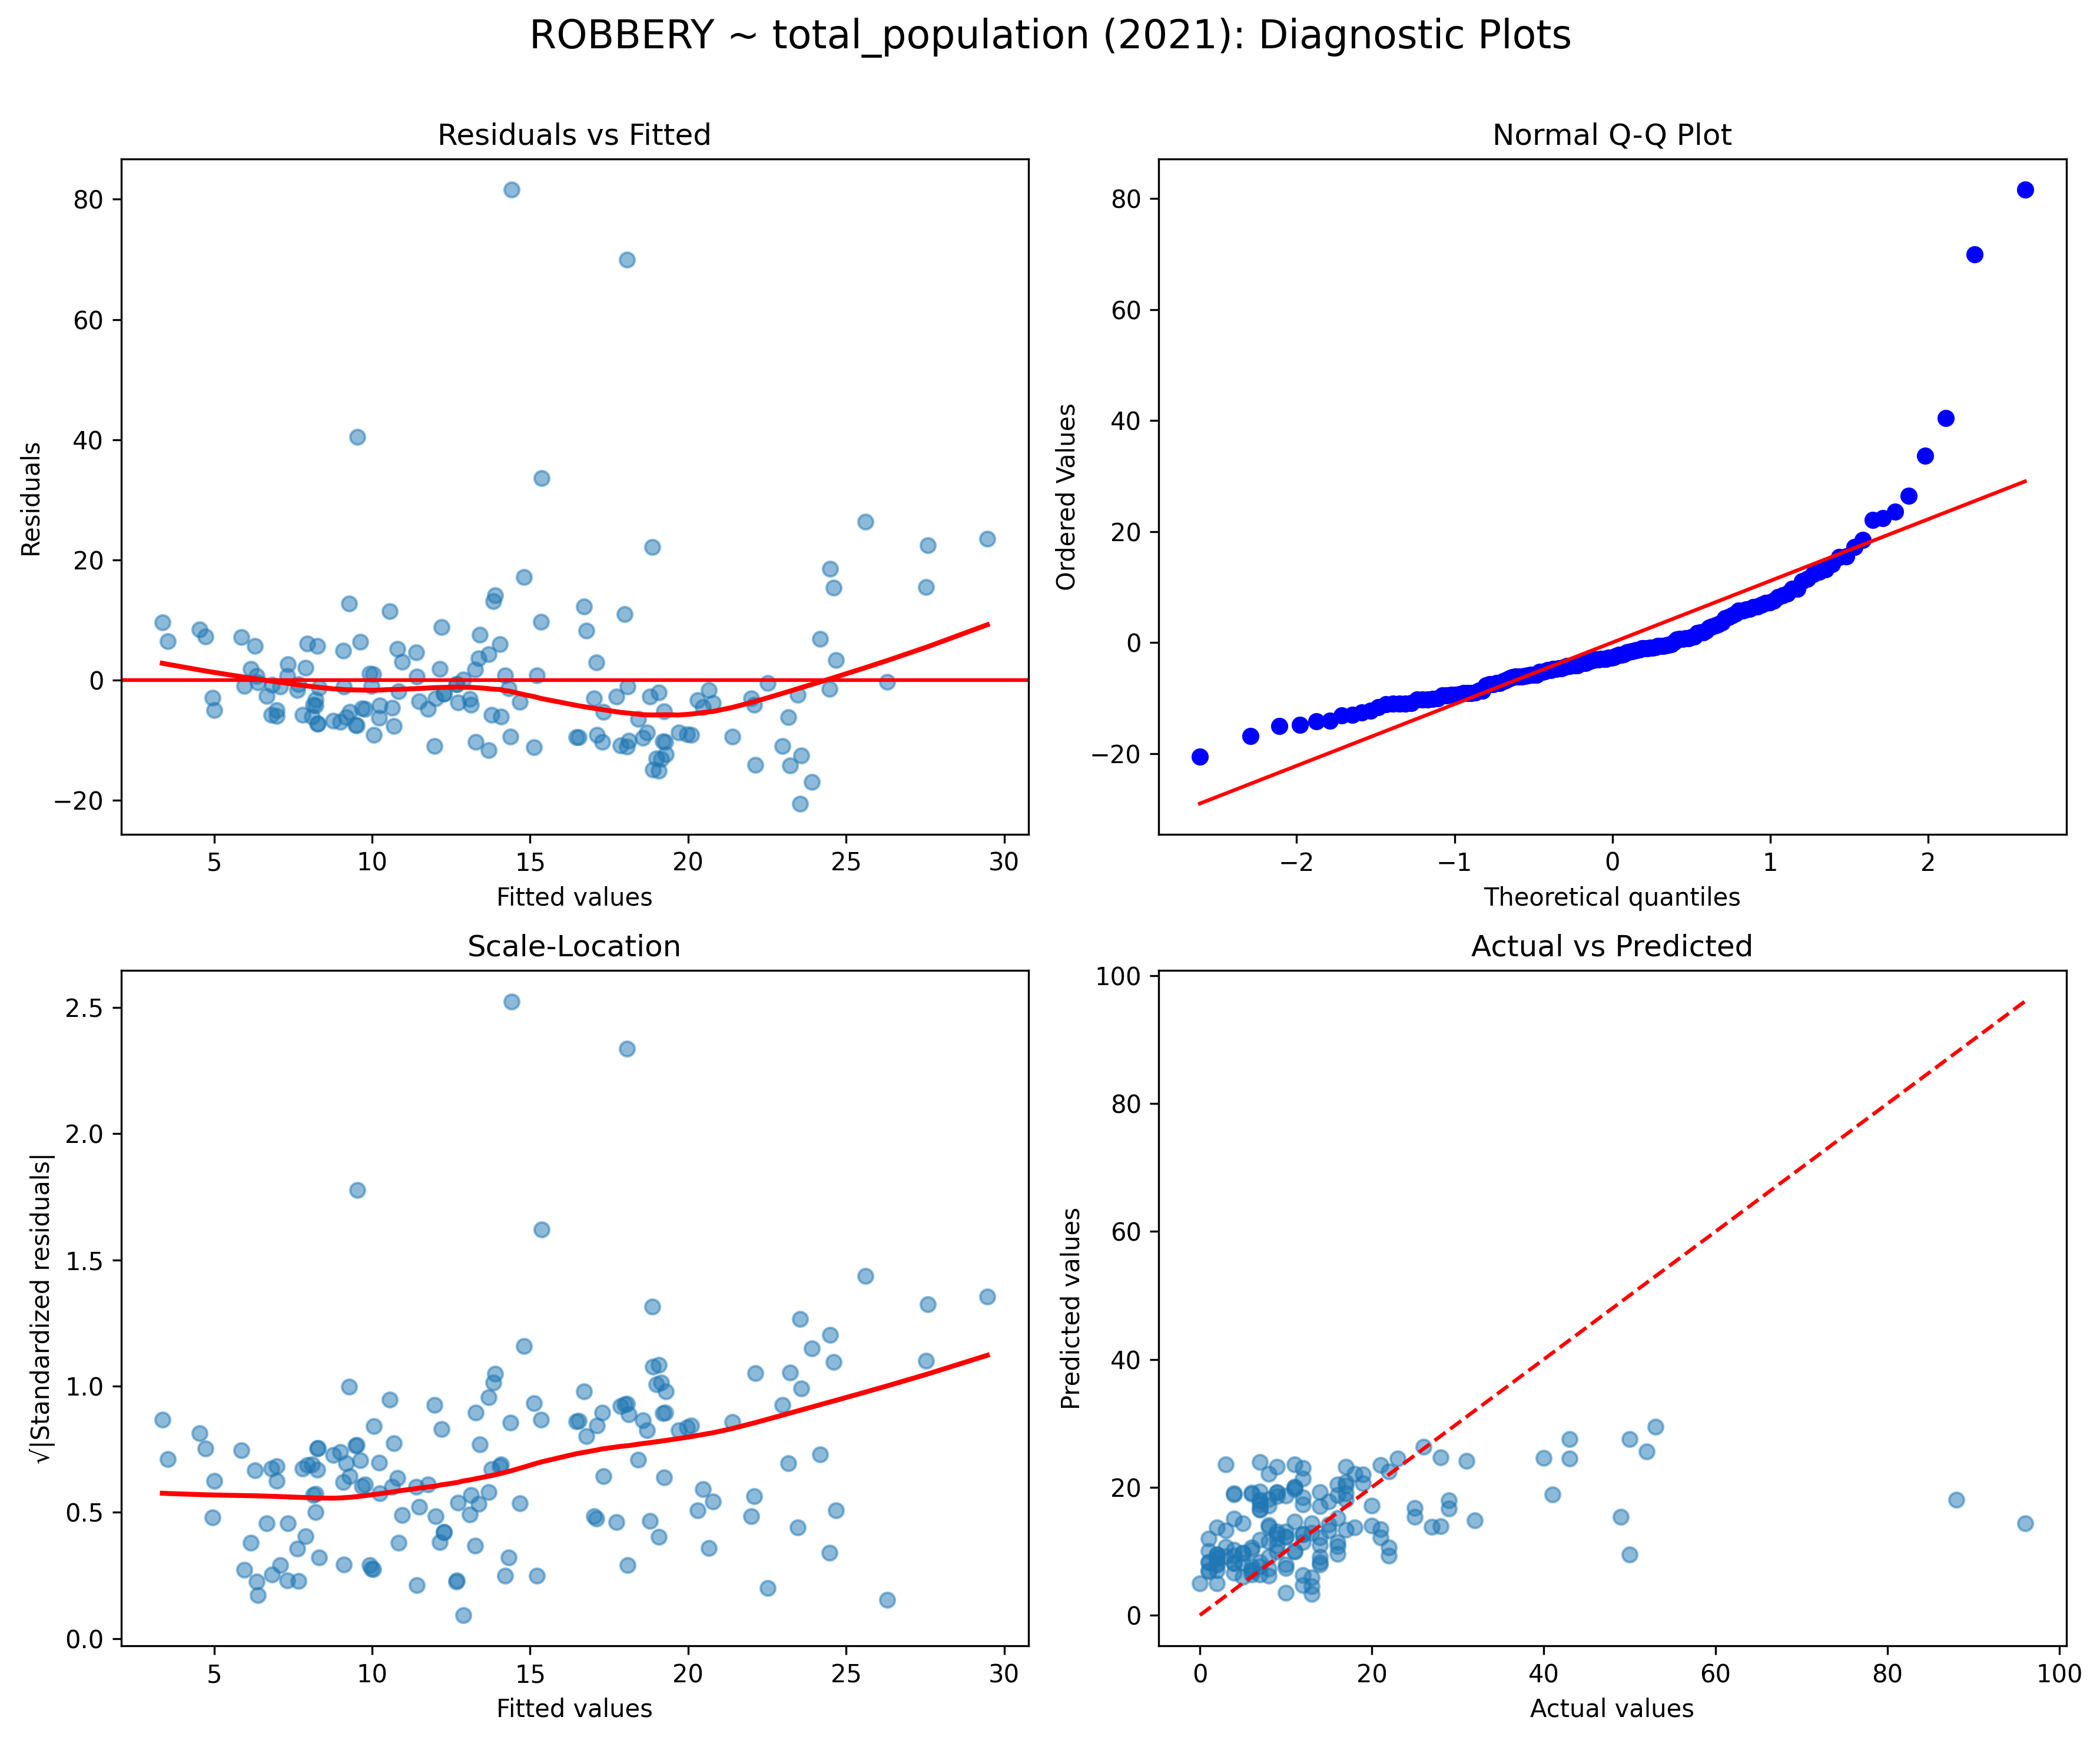 ROBBERY ~ total_population (2021): Diagnostic Plots
Residuals vs Fitted
Residuals
80
60
40
20
0
−20
5 10 15 20 25 30
Fitted values
Normal Q-Q Plot
Ordered Values
80
60
40
20
0
−20
−2 −1 0 1 2
Theoretical quantiles
Scale-Location
√|Standardized residuals|
2.5
2.0
1.5
1.0
0.5
0.0
5 10 15 20 25 30
Fitted values
Actual vs Predicted
Predicted values
100
80
60
40
20
0
0 20 40 60 80 100
Actual values